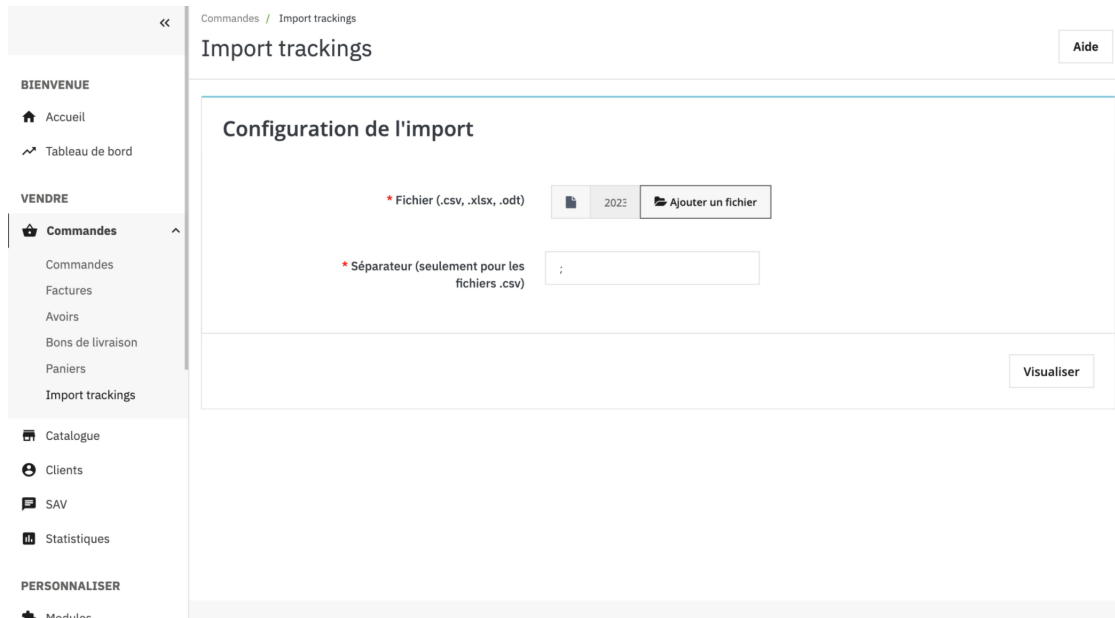 Commandes / Import trackings
Import trackings
Aide
BIENVENUE
Accueil
Tableau de bord
VENDRE
Commandes
Commandes
Factures
Avoirs
Bons de livraison
Paniers
Import trackings
Catalogue
Clients
SAV
Statistiques
PERSONNALISER
Modules
Configuration de l'import
* Fichier (.csv, .xlsx, .odt)
2023
Ajouter un fichier
* Séparateur (seulement pour les
fichiers .csv)
;
Visualiser